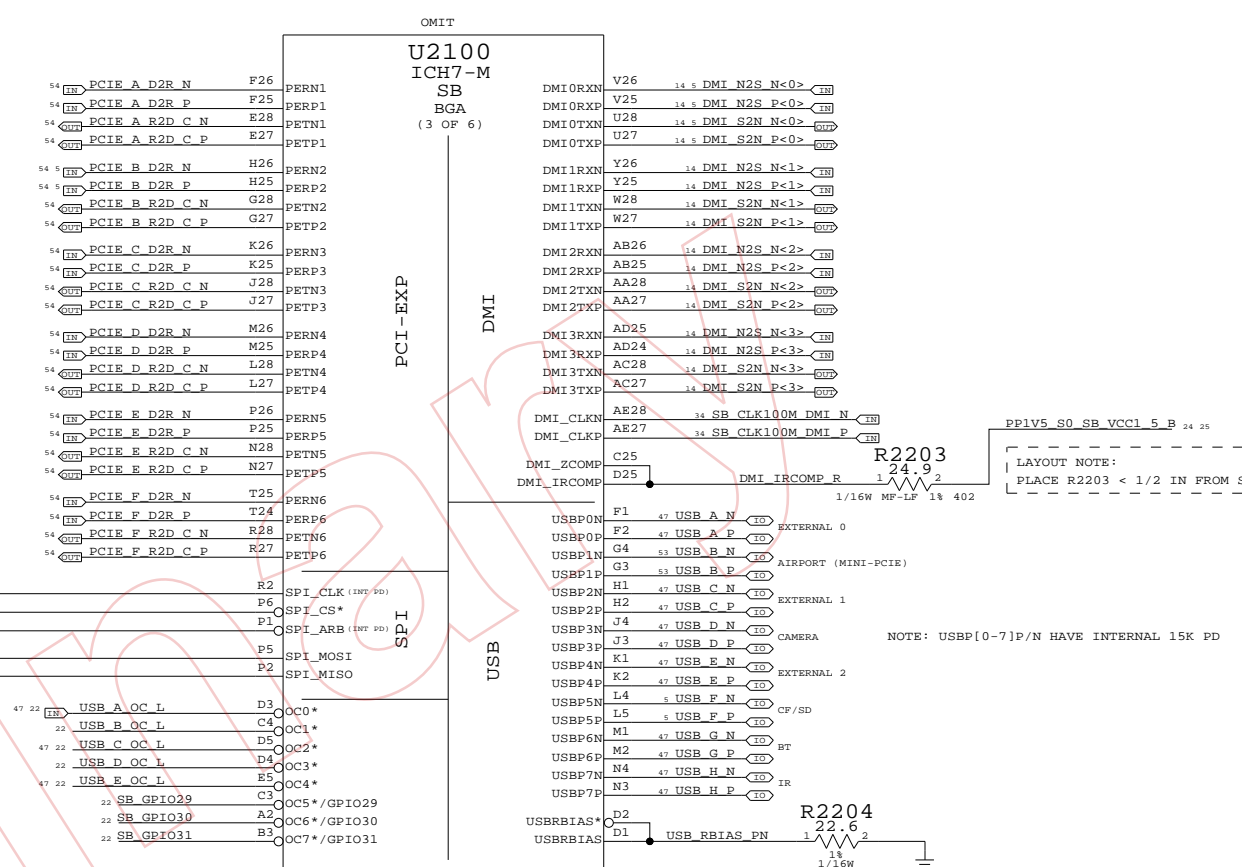 OMIT
U2100
ICH7-M
SB
BGA
(3 OF 6)
PCI-EXP
DMI
SPI
USB
54 IN PCIE_A_D2R_N F26 PERN1
54 IN PCIE_A_D2R_P F25 PERP1
54 OUT PCIE_A_R2D_C_N E28 PETN1
54 OUT PCIE_A_R2D_C_P E27 PETP1
54 5 IN PCIE_B_D2R_N H26 PERN2
54 5 IN PCIE_B_D2R_P H25 PERP2
54 OUT PCIE_B_R2D_C_N G28 PETN2
54 OUT PCIE_B_R2D_C_P G27 PETP2
54 IN PCIE_C_D2R_N K26 PERN3
54 IN PCIE_C_D2R_P K25 PERP3
54 OUT PCIE_C_R2D_C_N J28 PETN3
54 OUT PCIE_C_R2D_C_P J27 PETP3
54 IN PCIE_D_D2R_N M26 PERN4
54 IN PCIE_D_D2R_P M25 PERP4
54 OUT PCIE_D_R2D_C_N L28 PETN4
54 OUT PCIE_D_R2D_C_P L27 PETP4
54 IN PCIE_E_D2R_N P26 PERN5
54 IN PCIE_E_D2R_P P25 PERP5
54 OUT PCIE_E_R2D_C_N N28 PETN5
54 OUT PCIE_E_R2D_C_P N27 PETP5
54 IN PCIE_F_D2R_N T25 PERN6
54 IN PCIE_F_D2R_P T24 PERP6
54 OUT PCIE_F_R2D_C_N R28 PETN6
54 OUT PCIE_F_R2D_C_P R27 PETP6
R2 SPI_CLK (INT PD)
P6 SPI_CS*
P1 SPI_ARB (INT PD)
P5 SPI_MOSI
P2 SPI_MISO
47 22 IN USB_A_OC_L D3 OC0*
22 USB_B_OC_L C4 OC1*
47 22 USB_C_OC_L D5 OC2*
22 USB_D_OC_L D4 OC3*
47 22 USB_E_OC_L E5 OC4*
22 SB_GPIO29 C3 OC5*/GPIO29
22 SB_GPIO30 A2 OC6*/GPIO30
22 SB_GPIO31 B3 OC7*/GPIO31
DMI0RXN V26 14 5 DMI_N2S_N<0> IN
DMI0RXP V25 14 5 DMI_N2S_P<0> IN
DMI0TXN U28 14 5 DMI_S2N_N<0> OUT
DMI0TXP U27 14 5 DMI_S2N_P<0> OUT
DMI1RXN Y26 14 DMI_N2S_N<1> IN
DMI1RXP Y25 14 DMI_N2S_P<1> IN
DMI1TXN W28 14 DMI_S2N_N<1> OUT
DMI1TXP W27 14 DMI_S2N_P<1> OUT
DMI2RXN AB26 14 DMI_N2S_N<2> IN
DMI2RXP AB25 14 DMI_N2S_P<2> IN
DMI2TXN AA28 14 DMI_S2N_N<2> OUT
DMI2TXP AA27 14 DMI_S2N_P<2> OUT
DMI3RXN AD25 14 DMI_N2S_N<3> IN
DMI3RXP AD24 14 DMI_N2S_P<3> IN
DMI3TXN AC28 14 DMI_S2N_N<3> OUT
DMI3TXP AC27 14 DMI_S2N_P<3> OUT
DMI_CLKN AE28 34 SB_CLK100M_DMI_N IN
DMI_CLKP AE27 34 SB_CLK100M_DMI_P IN
DMI_ZCOMP C25
DMI_IRCOMP D25 DMI_IRCOMP_R
R2203
24.9
1 2
1/16W MF-LF 1% 402
PP1V5_S0_SB_VCC1_5_B 24 25
LAYOUT NOTE:
PLACE R2203 < 1/2 IN FROM S
USBP0N F1 47 USB_A_N IO
EXTERNAL 0
USBP0P F2 47 USB_A_P IO
USBP1N G4 53 USB_B_N IO
AIRPORT (MINI-PCIE)
USBP1P G3 53 USB_B_P IO
USBP2N H1 47 USB_C_N IO
EXTERNAL 1
USBP2P H2 47 USB_C_P IO
USBP3N J4 47 USB_D_N IO
CAMERA
USBP3P J3 47 USB_D_P IO
NOTE: USBP[0-7]P/N HAVE INTERNAL 15K PD
USBP4N K1 47 USB_E_N IO
EXTERNAL 2
USBP4P K2 47 USB_E_P IO
USBP5N L4 5 USB_F_N IO
CF/SD
USBP5P L5 5 USB_F_P IO
USBP6N M1 47 USB_G_N IO
BT
USBP6P M2 47 USB_G_P IO
USBP7N N4 47 USB_H_N IO
IR
USBP7P N3 47 USB_H_P IO
USBRBIAS* D2
USBRBIAS D1 USB_RBIAS_PN
R2204
22.6
1 2
1%
1/16W
nary